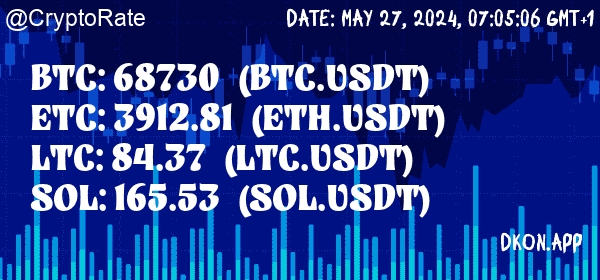 @CryptoRate
DATE: MAY 27, 2024, 07:05:06 GMT+1
BTC: 68730 (BTC.USDT)
ETC: 3912.81 (ETH.USDT)
LTC: 84.37 (LTC.USDT)
SOL: 165.53 (SOL.USDT)
DKON.APP